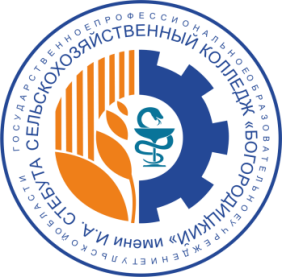 ГОСУДАРСТВЕННОЕ ПРОФЕССИОНАЛЬНОЕ ОБРАЗОВАТЕЛЬНОЕ УЧРЕЖДЕНИЕ ТУЛЬСКОЙ ОБЛАСТИ
СЕЛЬСКОХОЗЯЙСТВЕННЫЙ КОЛЛЕДЖ «БОГОРОДИЦКИЙ» имени И.А. СТЕБУТА